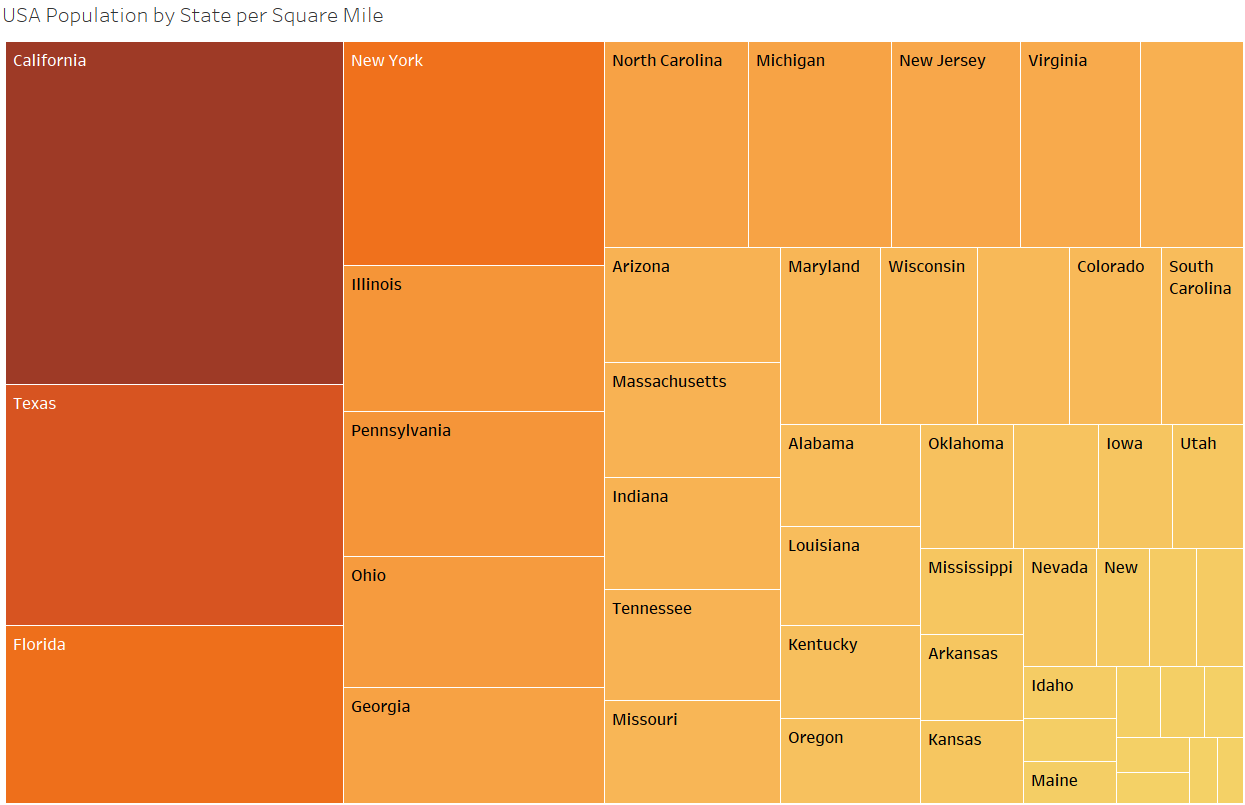 USA Population by State per Square Mile
California
Texas
Florida
New York
Illinois
Pennsylvania
Ohio
Georgia
North Carolina
Michigan
New Jersey
Virginia
Arizona
Massachusetts
Indiana
Tennessee
Missouri
Maryland
Wisconsin
Colorado
South
Carolina
Alabama
Louisiana
Kentucky
Oregon
Oklahoma
Iowa
Utah
Mississippi
Arkansas
Kansas
Nevada
New
Idaho
Maine